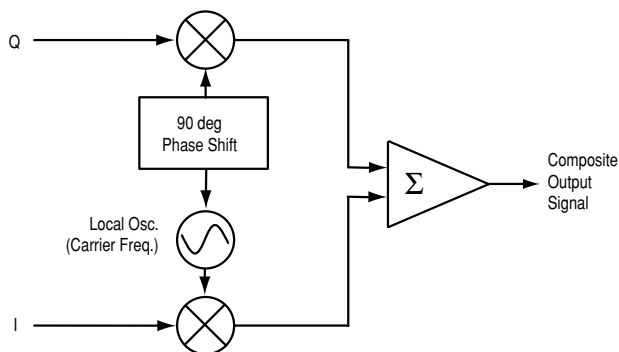 Q
90 deg
Phase Shift
Local Osc.
(Carrier Freq.)
Σ
Composite
Output
Signal
I